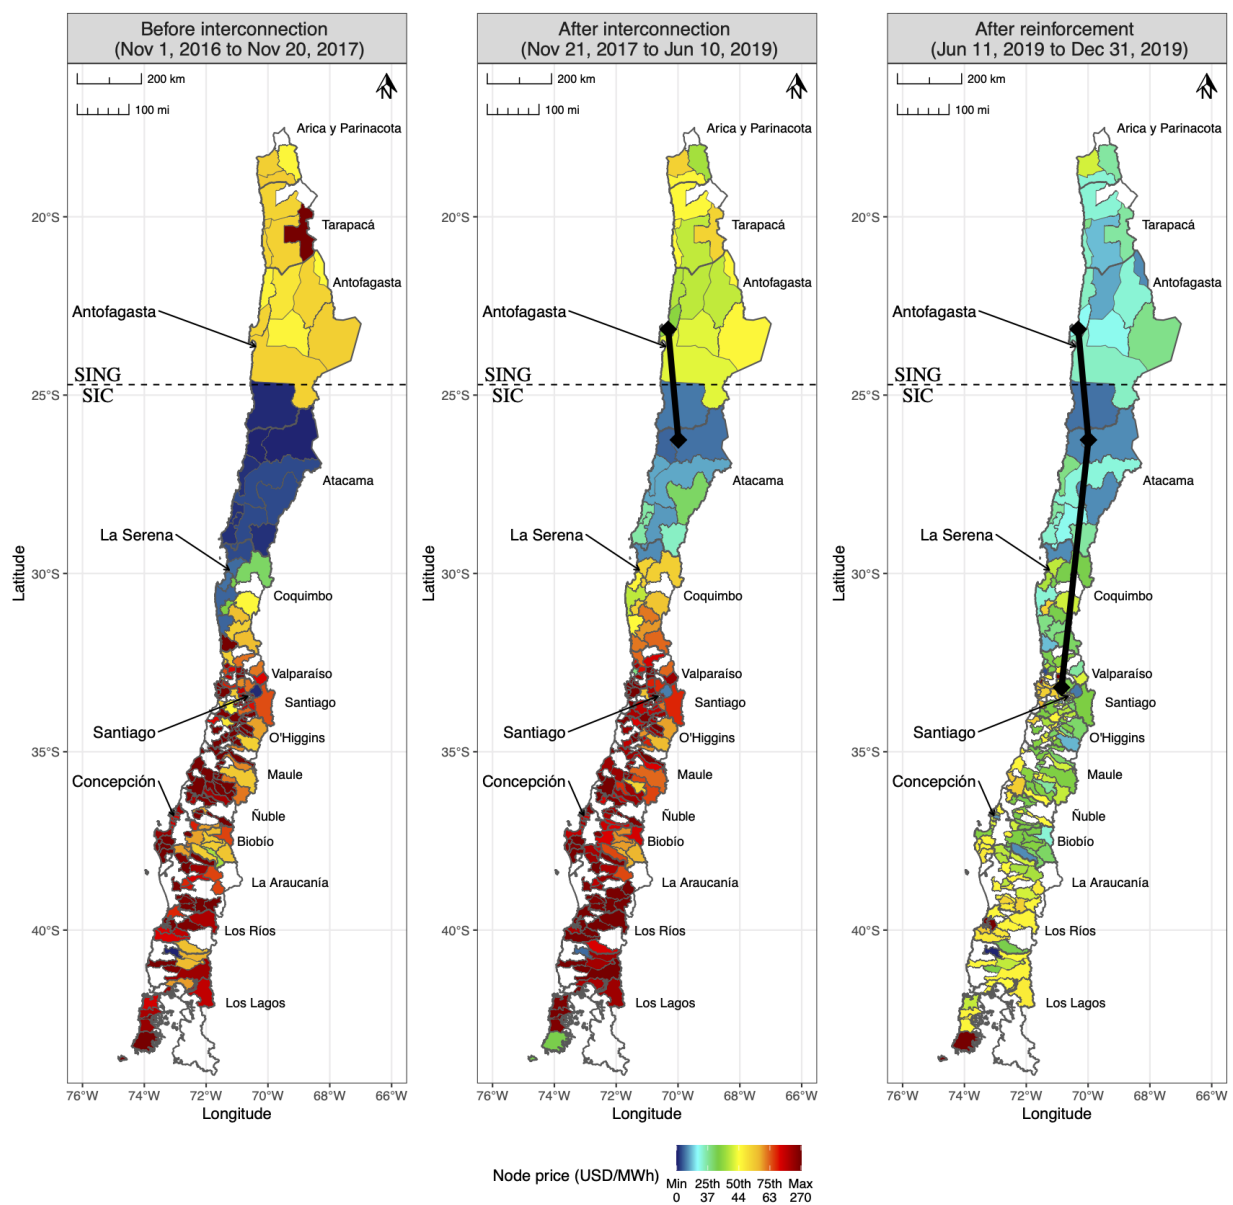 Before interconnection
(Nov 1, 2016 to Nov 20, 2017)
200 km
100 mi
N
Arica y Parinacota
Tarapacá
Antofagasta
Antofagasta
SING
SIC
Atacama
La Serena
Coquimbo
Valparaíso
Santiago
Santiago
O'Higgins
Concepción
Maule
Ñuble
Biobío
La Araucanía
Los Ríos
Los Lagos
20°S
25°S
30°S
35°S
40°S
Latitude
76°W 74°W 72°W 70°W 68°W 66°W
Longitude
After interconnection
(Nov 21, 2017 to Jun 10, 2019)
200 km
100 mi
N
Arica y Parinacota
Tarapacá
Antofagasta
Antofagasta
SING
SIC
Atacama
La Serena
Coquimbo
Valparaíso
Santiago
Santiago
O'Higgins
Concepción
Maule
Ñuble
Biobío
La Araucanía
Los Ríos
Los Lagos
20°S
25°S
30°S
35°S
40°S
Latitude
76°W 74°W 72°W 70°W 68°W 66°W
Longitude
After reinforcement
(Jun 11, 2019 to Dec 31, 2019)
200 km
100 mi
N
Arica y Parinacota
Tarapacá
Antofagasta
Antofagasta
SING
SIC
Atacama
La Serena
Coquimbo
Valparaíso
Santiago
Santiago
O'Higgins
Concepción
Maule
Ñuble
Biobío
La Araucanía
Los Ríos
Los Lagos
20°S
25°S
30°S
35°S
40°S
Latitude
76°W 74°W 72°W 70°W 68°W 66°W
Longitude
Node price (USD/MWh)
Min 25th 50th 75th Max
0 37 44 63 270